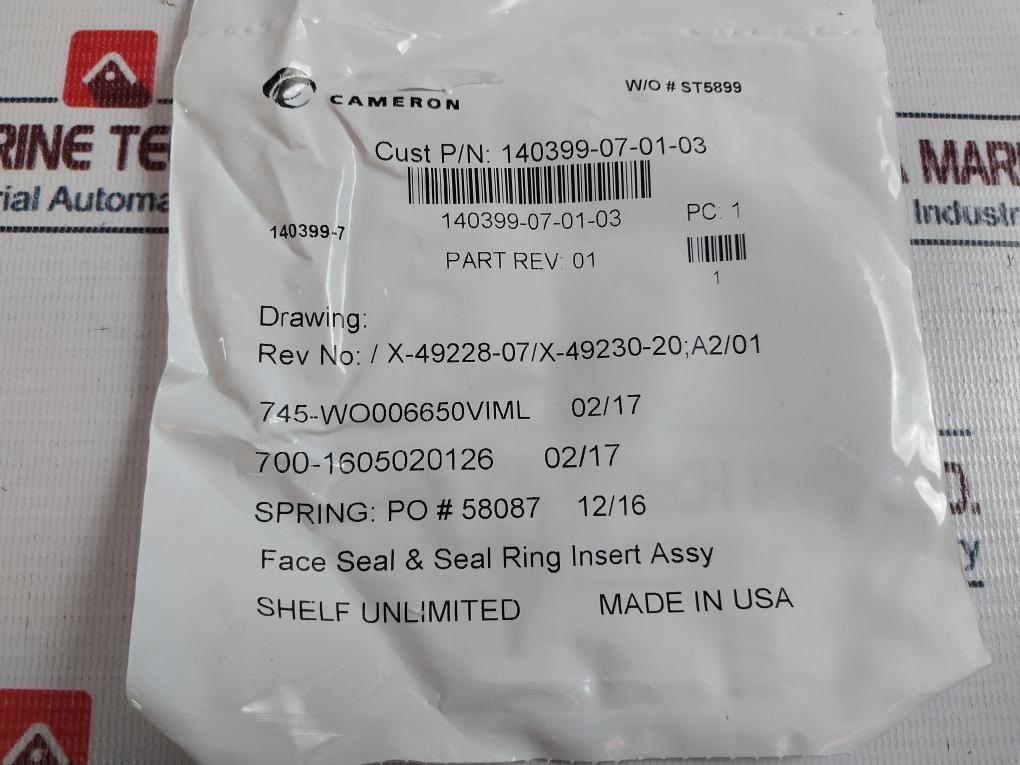 CAMERON
W/O # ST5899
Cust P/N: 140399-07-01-03
140399-07-01-03
PC: 1
140399-7
PART REV: 01
1
Drawing:
Rev No: / X-49228-07/X-49230-20;A2/01
745-WO006650VIML 02/17
700-1605020126 02/17
SPRING: PO # 58087 12/16
Face Seal & Seal Ring Insert Assy
SHELF UNLIMITED MADE IN USA
RINE TE
rial Automa
A MAR
Industr
D.
y